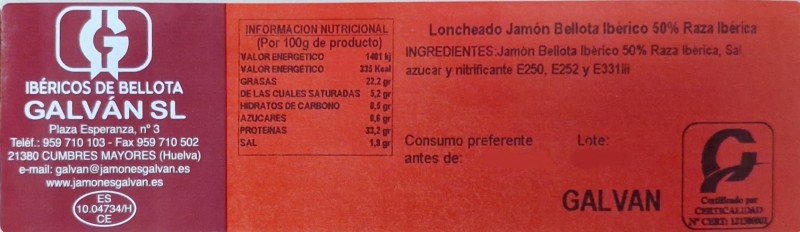 IBÉRICOS DE BELLOTA
GALVÁN SL
Plaza Esperanza, nº 3
Teléf.: 959 710 103 - Fax 959 710 502
21380 CUMBRES MAYORES (Huelva)
e-mail: galvan@jamonesgalvan.es
www.jamonesgalvan.es
ES
10.04734/H
CE
INFORMACION NUTRICIONAL
(Por 100g de producto)
VALOR ENERGETICO 1401 kj
VALOR ENERGETICO 335 Kcal
GRASAS 22,2 gr
DE LAS CUALES SATURADAS 5,2 gr
HIDRATOS DE CARBONO 0,5 gr
AZUCARES 0,6 gr
PROTEINAS 33,2 gr
SAL 1,3 gr
Loncheado Jamón Bellota Ibérico 50% Raza Ibérica
INGREDIENTES:Jamón Bellota Ibérico 50% Raza Ibérica, Sal,
azucar y nitrificante E250, E252 y E331iii
Consumo preferente
antes de:
Lote:
GALVAN
Certificado por
CERTICALIDAD
Nº CERT: